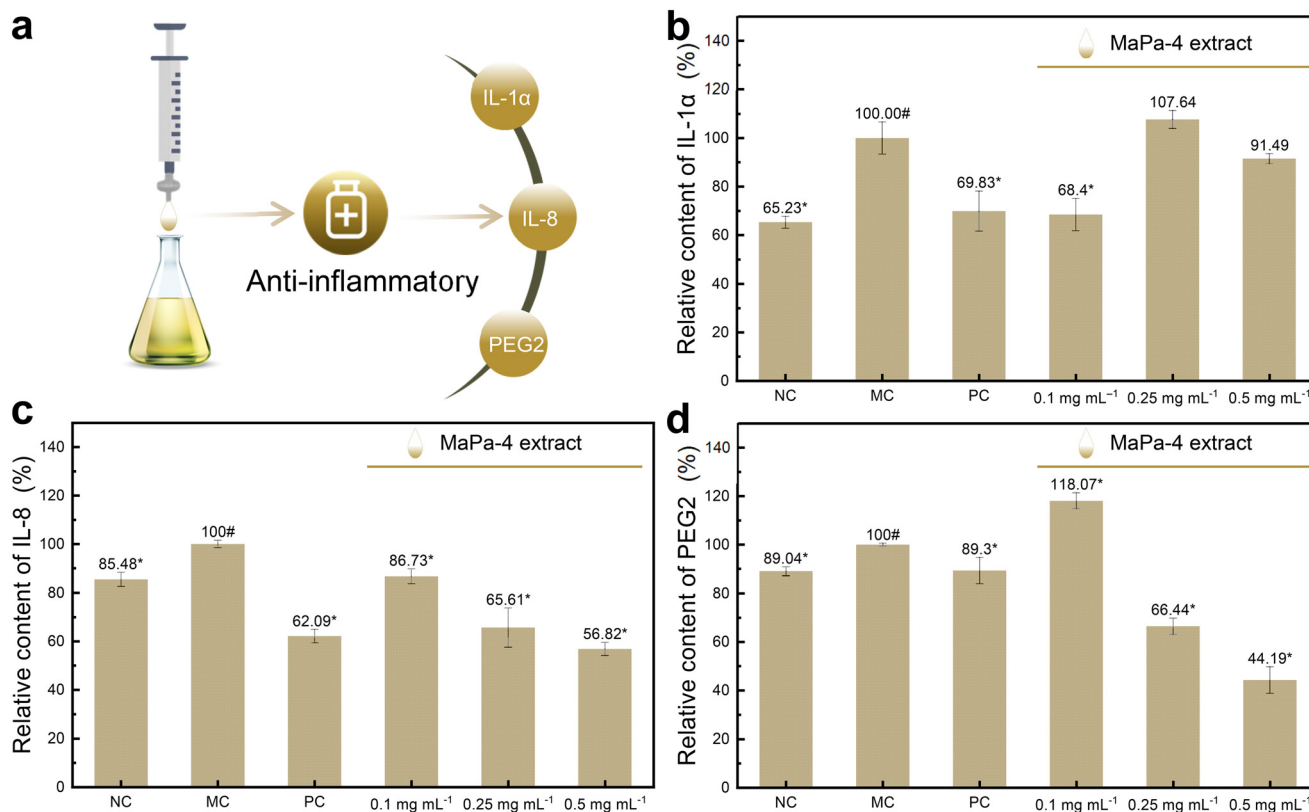 a
IL-1α
IL-8
PEG2
Anti-inflammatory
b
Relative content of IL-1α (%)
140
120
100
80
60
40
20
0
MaPa-4 extract
65.23*
100.00#
69.83*
68.4*
107.64
91.49
NC MC PC 0.1 mg mL⁻¹ 0.25 mg mL⁻¹ 0.5 mg mL⁻¹
c
Relative content of IL-8 (%)
140
120
100
80
60
40
20
0
MaPa-4 extract
85.48*
100#
62.09*
86.73*
65.61*
56.82*
NC MC PC 0.1 mg mL⁻¹ 0.25 mg mL⁻¹ 0.5 mg mL⁻¹
d
Relative content of PEG2 (%)
140
120
100
80
60
40
20
0
MaPa-4 extract
89.04*
100#
89.3*
118.07*
66.44*
44.19*
NC MC PC 0.1 mg mL⁻¹ 0.25 mg mL⁻¹ 0.5 mg mL⁻¹